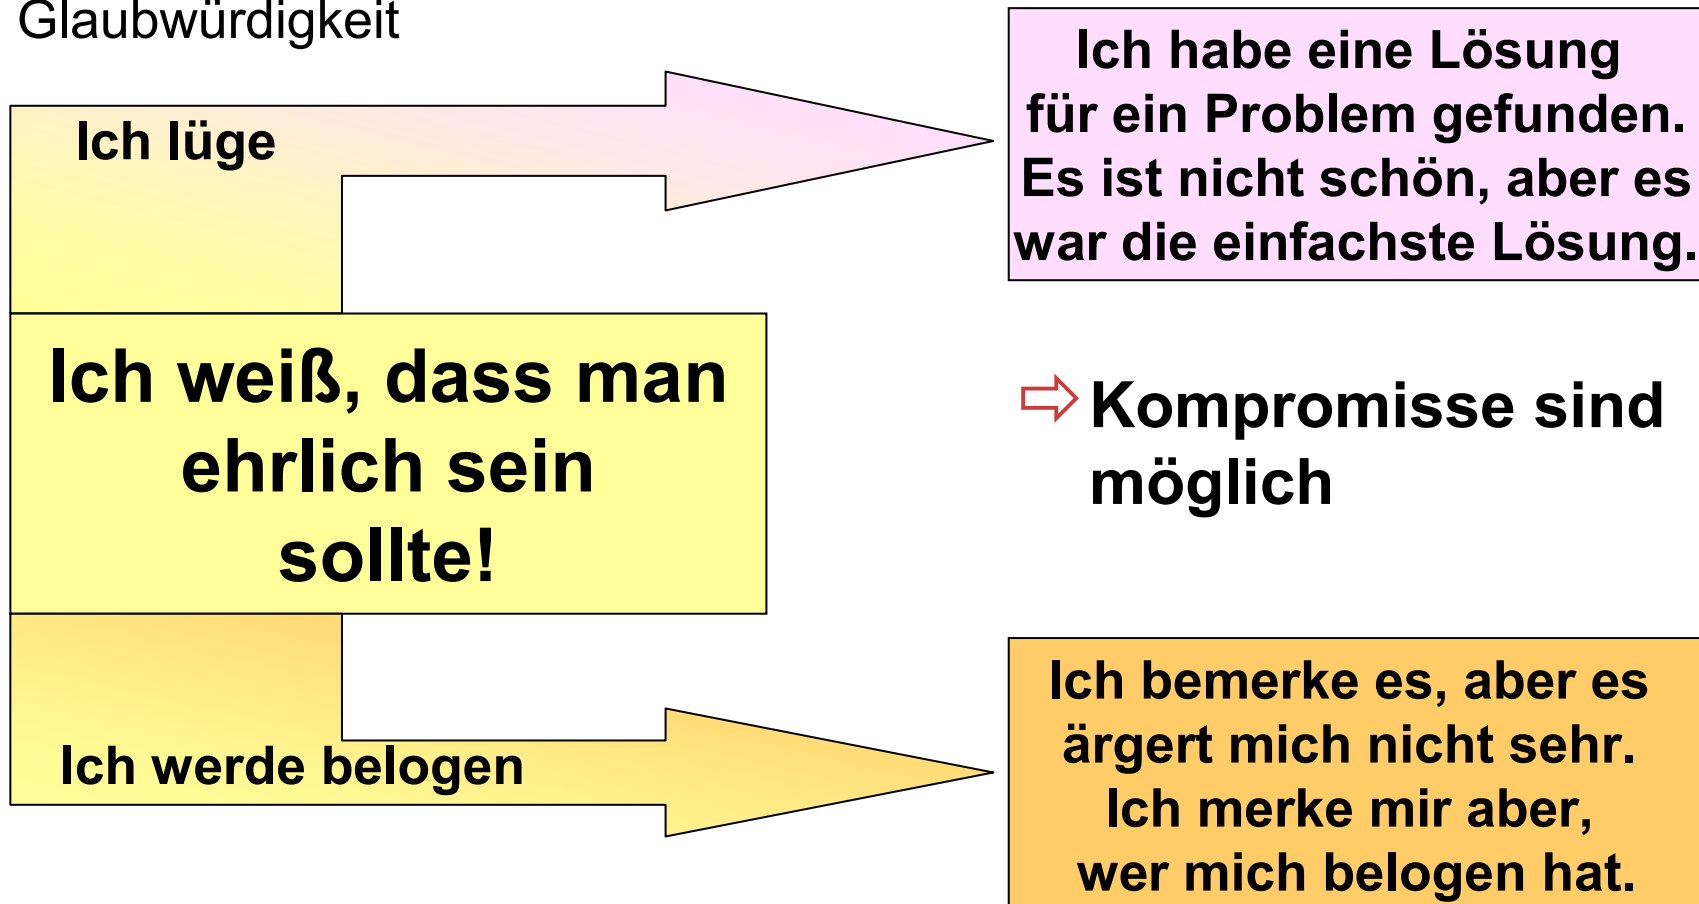 Glaubwürdigkeit
Ich lüge
Ich habe eine Lösung
für ein Problem gefunden.
Es ist nicht schön, aber es
war die einfachste Lösung.
Ich weiß, dass man
ehrlich sein
sollte!
Kompromisse sind
möglich
Ich werde belogen
Ich bemerke es, aber es
ärgert mich nicht sehr.
Ich merke mir aber,
wer mich belogen hat.